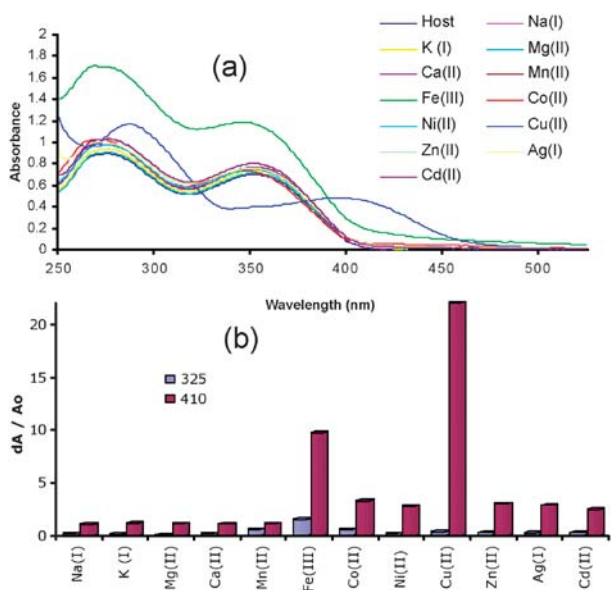 (a)
Host
Na(I)
K (I)
Mg(II)
Ca(II)
Mn(II)
Fe(III)
Co(II)
Ni(II)
Cu(II)
Zn(II)
Ag(I)
Cd(II)
Absorbance
2
1.8
1.6
1.4
1.2
1
0.8
0.6
0.4
0.2
0
250
300
350
400
450
500
Wavelength (nm)
(b)
325
410
dA / Ao
20
15
10
5
0
Na(I)
K (I)
Mg(II)
Ca(II)
Mn(II)
Fe(III)
Co(II)
Ni(II)
Cu(II)
Zn(II)
Ag(I)
Cd(II)